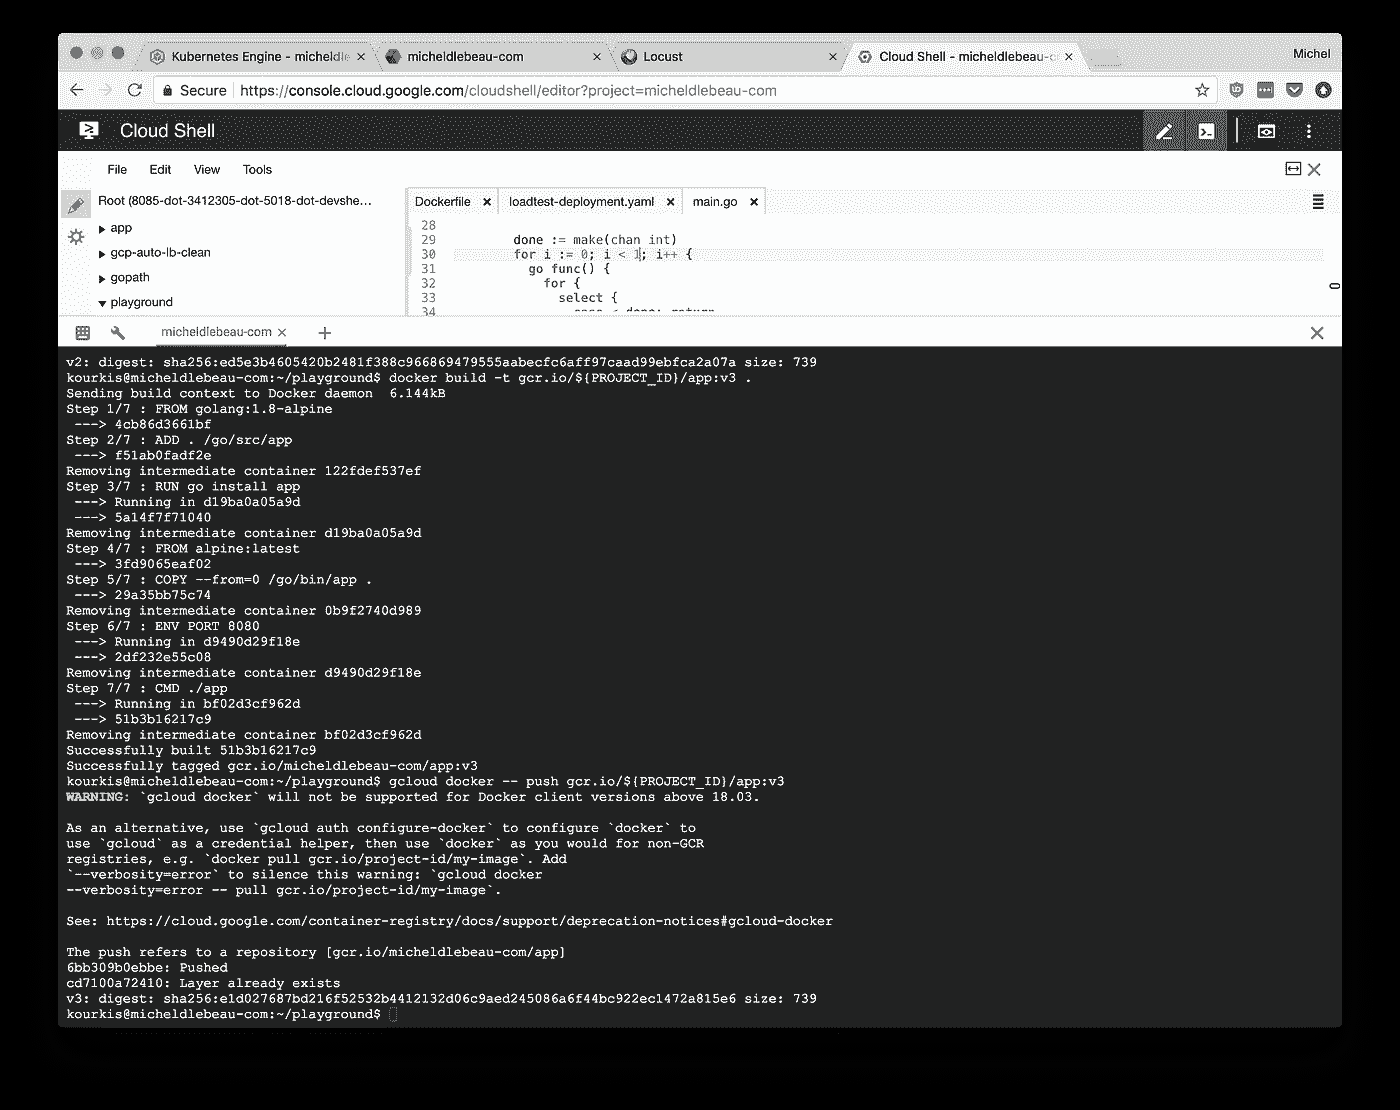 Kubernetes Engine - micheldle
micheldlebeau-com
Locust
Cloud Shell - micheldlebeau-c
Michel
Secure
https://console.cloud.google.com/cloudshell/editor?project=micheldlebeau-com
Cloud Shell
File Edit View Tools
Root (8085-dot-3412305-dot-5018-dot-devshe...
Dockerfile
loadtest-deployment.yaml
main.go
app
gcp-auto-lb-clean
gopath
playground
28
29 done := make(chan int)
30 for i := 0; i < 1; i++ {
31 go func() {
32 for {
33 select {
34
micheldlebeau-com
v2: digest: sha256:ed5e3b4605420b2481f388c966869479555aabecfc6aff97caad99ebfca2a07a size: 739
kourkis@micheldlebeau-com:~/playground$ docker build -t gcr.io/${PROJECT_ID}/app:v3 .
Sending build context to Docker daemon  6.144kB
Step 1/7 : FROM golang:1.8-alpine
---> 4cb86d3661bf
Step 2/7 : ADD . /go/src/app
---> f51ab0fadf2e
Removing intermediate container 122fdef537ef
Step 3/7 : RUN go install app
---> Running in d19ba0a05a9d
---> 5a14f7f71040
Removing intermediate container d19ba0a05a9d
Step 4/7 : FROM alpine:latest
---> 3fd9065eaf02
Step 5/7 : COPY --from=0 /go/bin/app .
---> 29a35bb75c74
Removing intermediate container 0b9f2740d989
Step 6/7 : ENV PORT 8080
---> Running in d9490d29f18e
---> 2df232e55c08
Removing intermediate container d9490d29f18e
Step 7/7 : CMD ./app
---> Running in bf02d3cf962d
---> 51b3b16217c9
Removing intermediate container bf02d3cf962d
Successfully built 51b3b16217c9
Successfully tagged gcr.io/micheldlebeau-com/app:v3
kourkis@micheldlebeau-com:~/playground$ gcloud docker -- push gcr.io/${PROJECT_ID}/app:v3
WARNING: `gcloud docker` will not be supported for Docker client versions above 18.03.
As an alternative, use `gcloud auth configure-docker` to configure `docker` to
use `gcloud` as a credential helper, then use `docker` as you would for non-GCR
registries, e.g. `docker pull gcr.io/project-id/my-image`. Add
`--verbosity=error` to silence this warning: `gcloud docker
--verbosity=error -- pull gcr.io/project-id/my-image`.
See: https://cloud.google.com/container-registry/docs/support/deprecation-notices#gcloud-docker
The push refers to a repository [gcr.io/micheldlebeau-com/app]
6bb309b0ebbe: Pushed
cd7100a72410: Layer already exists
v3: digest: sha256:e1d027687bd216f52532b4412132d06c9aed245086a6f44bc922ec1472a815e6 size: 739
kourkis@micheldlebeau-com:~/playground$